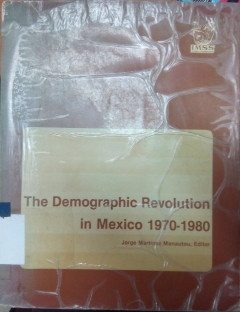 IMSS
The Demographic Revolution
in Mexico 1970-1980
Jorge Martínez Manautou, Editor